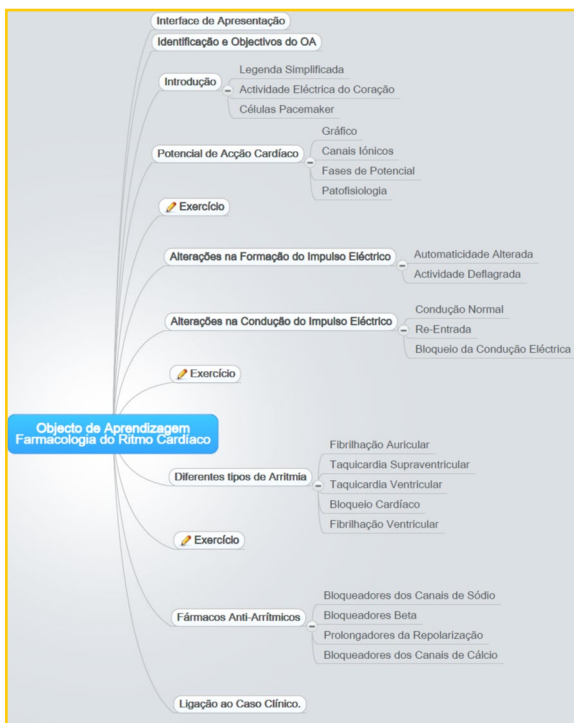 Interface de Apresentação
Identificação e Objectivos do OA
Introdução
Legenda Simplificada
Actividade Eléctrica do Coração
Células Pacemaker
Potencial de Acção Cardíaco
Gráfico
Canais Iónicos
Fases de Potencial
Patofisiologia
Exercício
Alterações na Formação do Impulso Eléctrico
Automaticidade Alterada
Actividade Deflagrada
Alterações na Condução do Impulso Eléctrico
Condução Normal
Re-Entrada
Bloqueio da Condução Eléctrica
Exercício
Objecto de Aprendizagem
Farmacologia do Ritmo Cardíaco
Diferentes tipos de Arritmia
Fibrilhação Auricular
Taquicardia Supraventricular
Taquicardia Ventricular
Bloqueio Cardíaco
Fibrilhação Ventricular
Exercício
Fármacos Anti-Arrítmicos
Bloqueadores dos Canais de Sódio
Bloqueadores Beta
Prolongadores da Repolarização
Bloqueadores dos Canais de Cálcio
Ligação ao Caso Clínico.